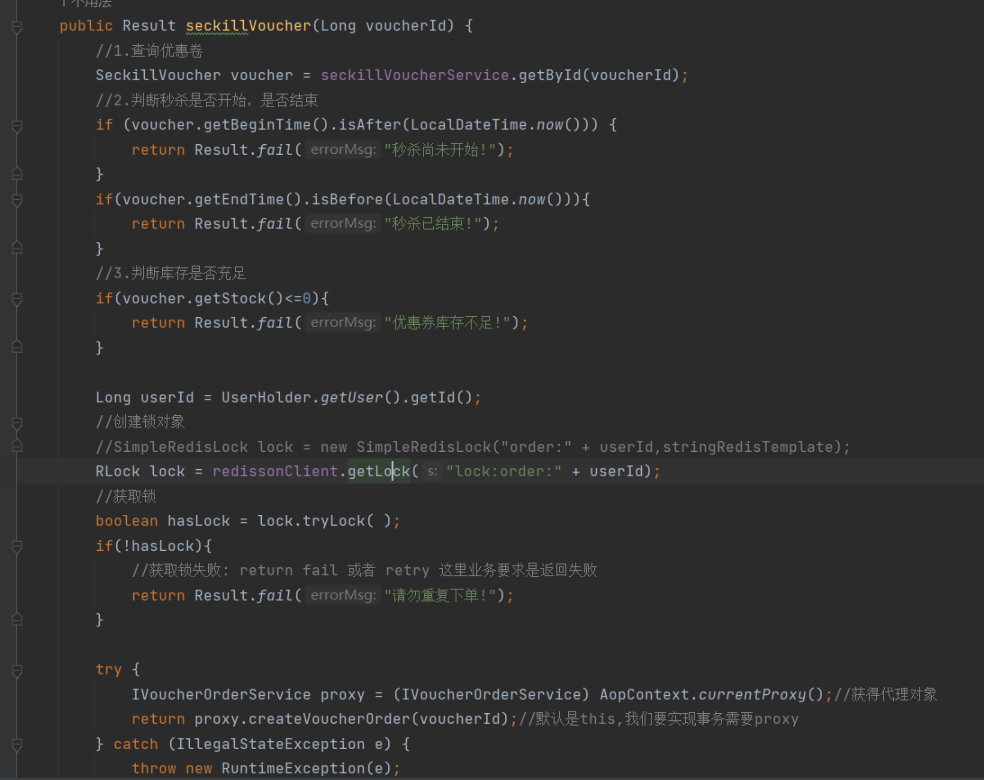 public Result seckillVoucher(Long voucherId) {
//1.查询优惠卷
SeckillVoucher voucher = seckillVoucherService.getById(voucherId);
//2.判断秒杀是否开始，是否结束
if (voucher.getBeginTime().isAfter(LocalDateTime.now())) {
return Result.fail( errorMsg: "秒杀尚未开始!");
}
if(voucher.getEndTime().isBefore(LocalDateTime.now())){
return Result.fail( errorMsg: "秒杀已结束!");
}
//3.判断库存是否充足
if(voucher.getStock()<=0){
return Result.fail( errorMsg: "优惠券库存不足!");
}
Long userId = UserHolder.getUser().getId();
//创建锁对象
//SimpleRedisLock lock = new SimpleRedisLock("order:" + userId,stringRedisTemplate);
RLock lock = redissonClient.getLock( s: "lock:order:" + userId);
//获取锁
boolean hasLock = lock.tryLock( );
if(!hasLock){
//获取锁失败: return fail 或者 retry 这里业务要求是返回失败
return Result.fail( errorMsg: "请勿重复下单!");
}
try {
IVoucherOrderService proxy = (IVoucherOrderService) AopContext.currentProxy();//获得代理对象
return proxy.createVoucherOrder(voucherId);//默认是this,我们要实现事务需要proxy
} catch (IllegalStateException e) {
throw new RuntimeException(e);